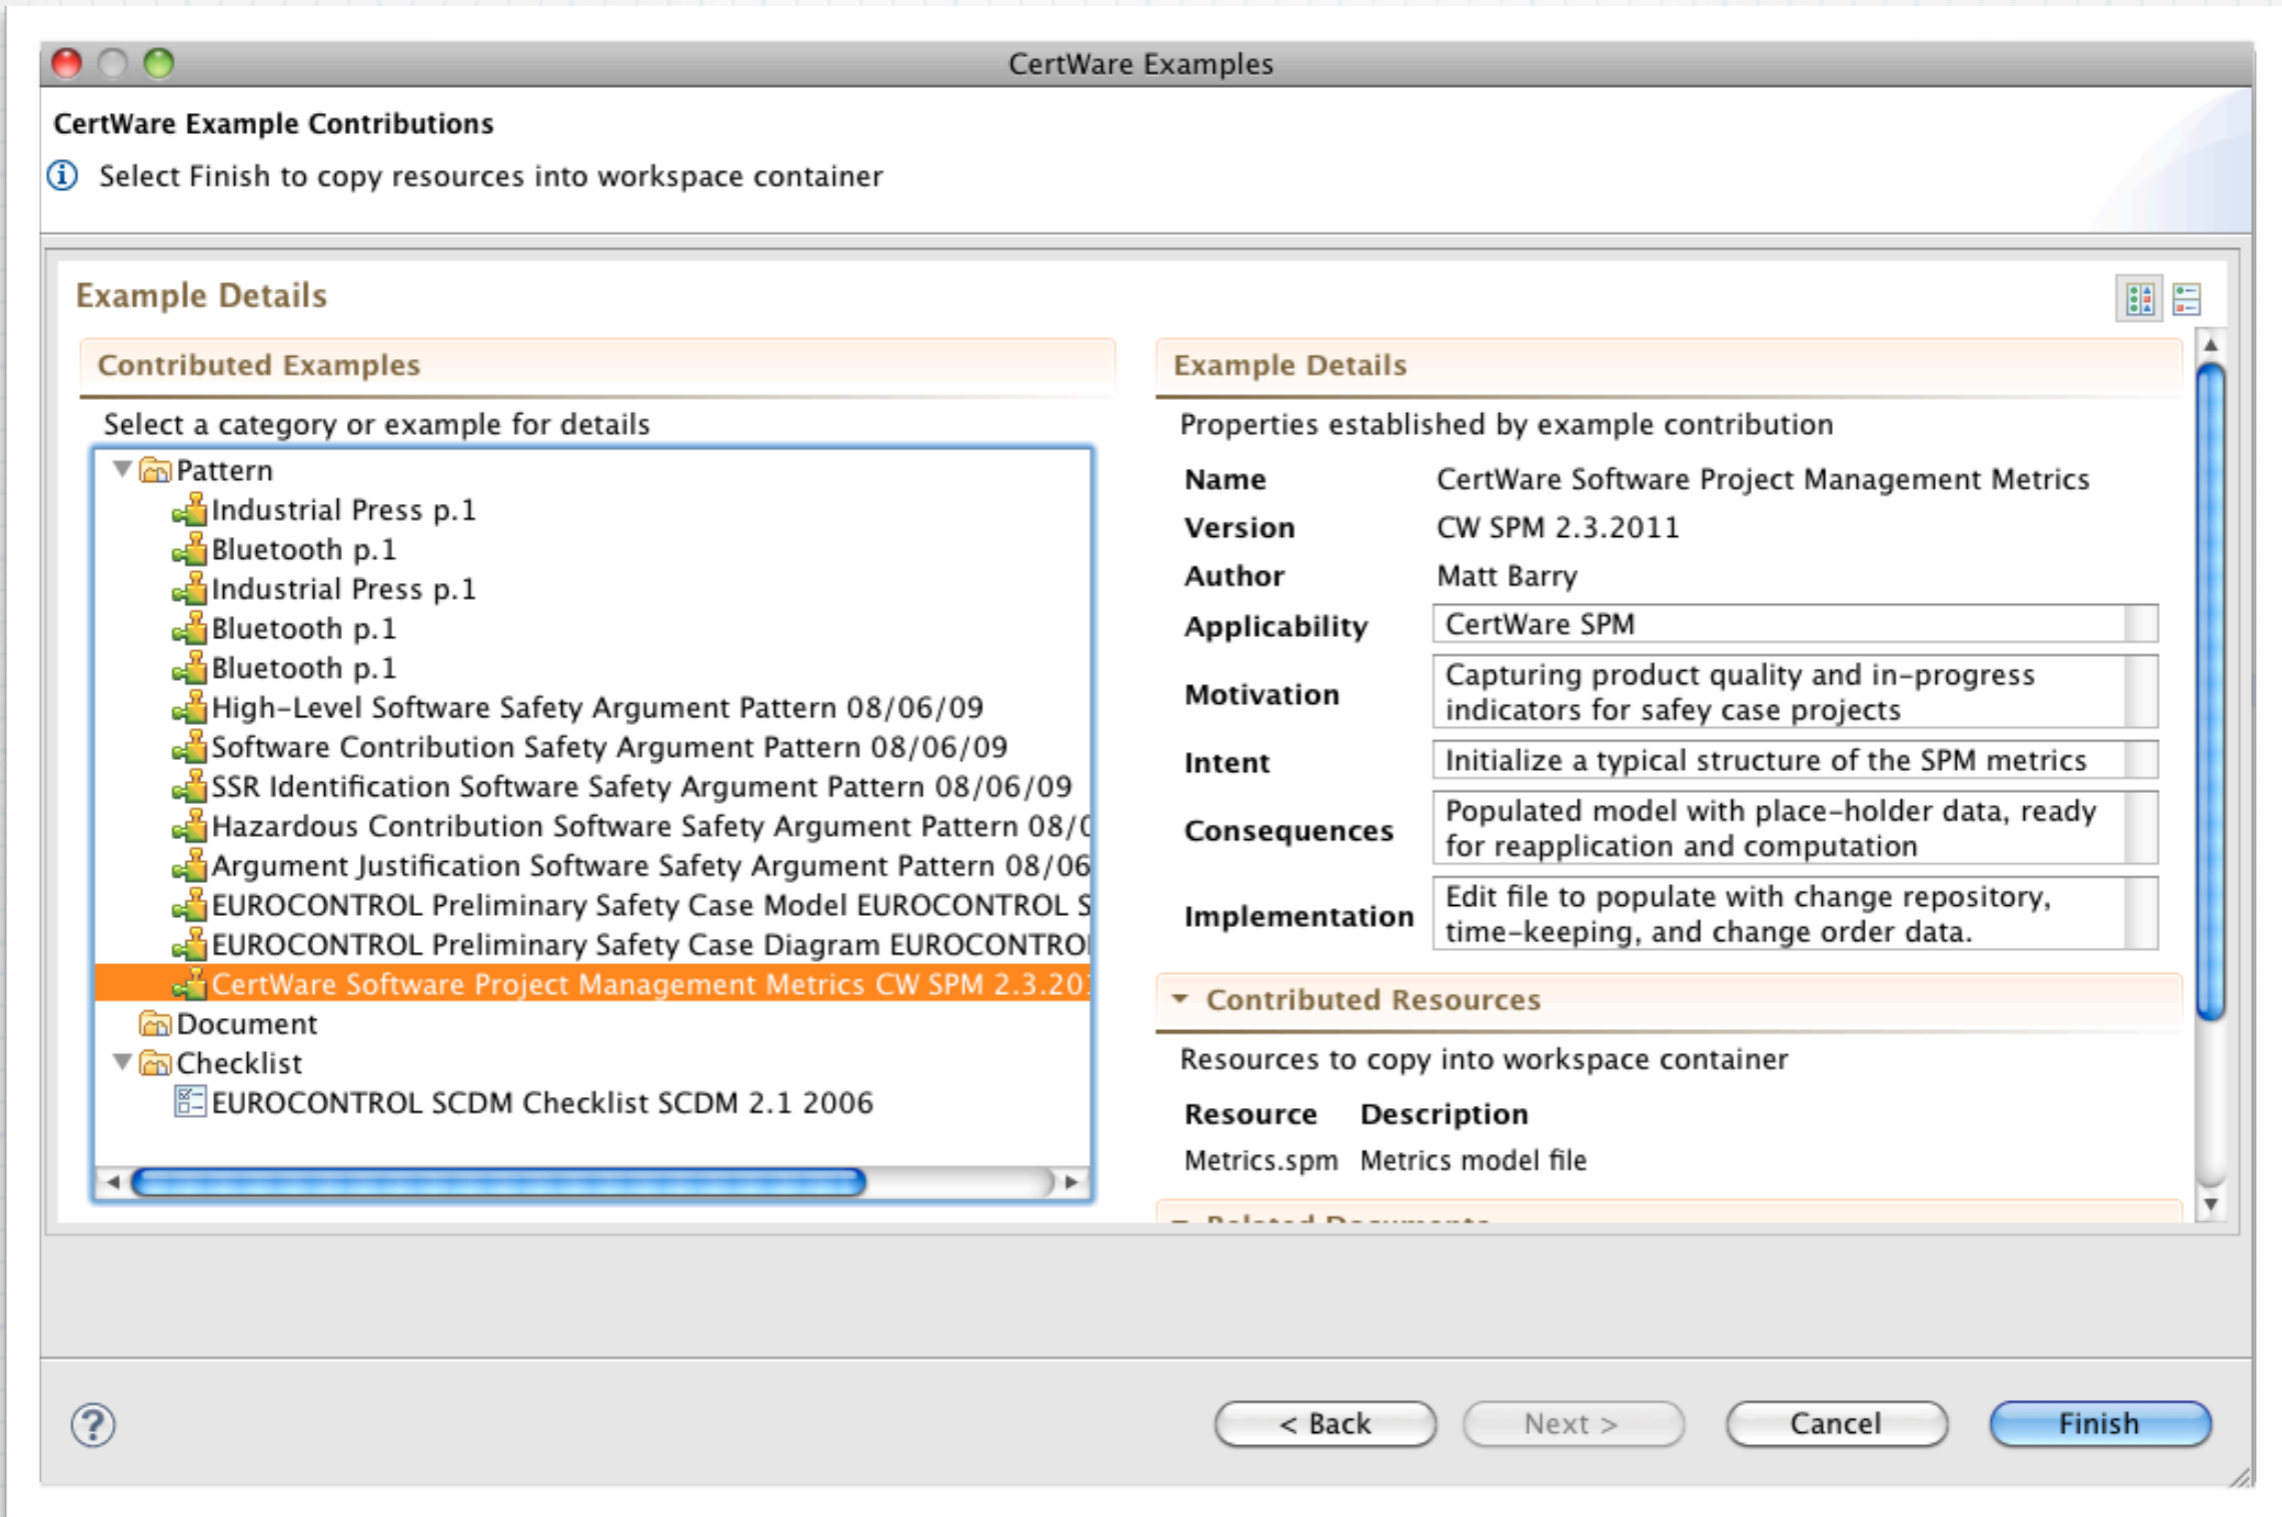 CertWare Examples
CertWare Example Contributions
Select Finish to copy resources into workspace container
Example Details
Contributed Examples
Select a category or example for details
Pattern
Industrial Press p.1
Bluetooth p.1
Industrial Press p.1
Bluetooth p.1
Bluetooth p.1
High-Level Software Safety Argument Pattern 08/06/09
Software Contribution Safety Argument Pattern 08/06/09
SSR Identification Software Safety Argument Pattern 08/06/09
Hazardous Contribution Software Safety Argument Pattern 08/0
Argument Justification Software Safety Argument Pattern 08/06
EUROCONTROL Preliminary Safety Case Model EUROCONTROL S
EUROCONTROL Preliminary Safety Case Diagram EUROCONTRO
CertWare Software Project Management Metrics CW SPM 2.3.20
Document
Checklist
EUROCONTROL SCDM Checklist SCDM 2.1 2006
Example Details
Properties established by example contribution
Name CertWare Software Project Management Metrics
Version CW SPM 2.3.2011
Author Matt Barry
Applicability CertWare SPM
Motivation Capturing product quality and in-progress
indicators for safey case projects
Intent Initialize a typical structure of the SPM metrics
Consequences Populated model with place-holder data, ready
for reapplication and computation
Implementation Edit file to populate with change repository,
time-keeping, and change order data.
Contributed Resources
Resources to copy into workspace container
Resource Description
Metrics.spm Metrics model file
Related Documents
? < Back Next > Cancel Finish